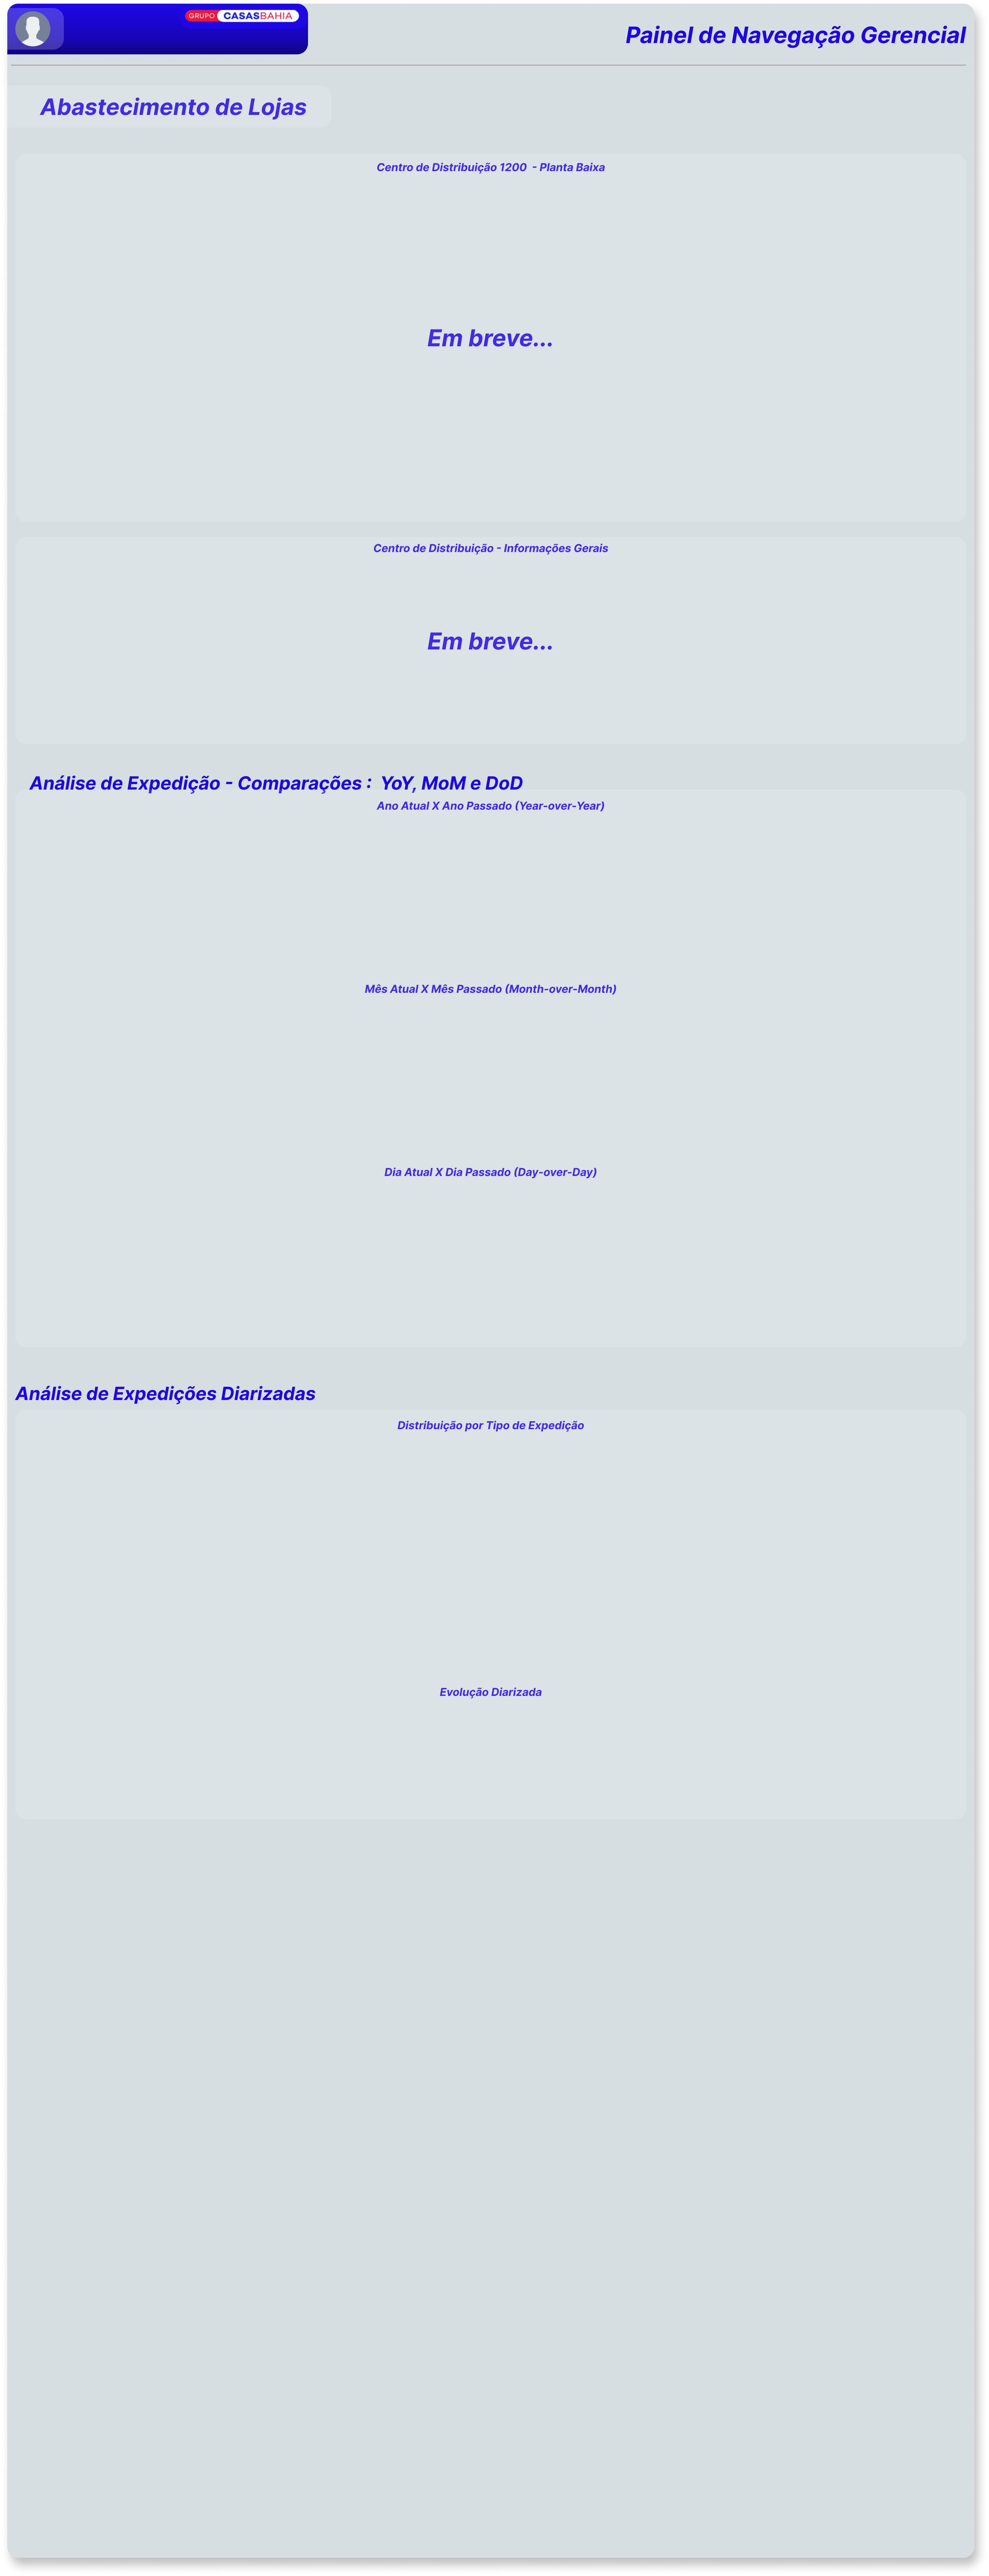 GRUPO CASASBAHIA
Painel de Navegação Gerencial
Abastecimento de Lojas
Centro de Distribuição 1200 - Planta Baixa
Em breve...
Centro de Distribuição - Informações Gerais
Em breve...
Análise de Expedição - Comparações : YoY, MoM e DoD
Ano Atual X Ano Passado (Year-over-Year)
Mês Atual X Mês Passado (Month-over-Month)
Dia Atual X Dia Passado (Day-over-Day)
Análise de Expedições Diarizadas
Distribuição por Tipo de Expedição
Evolução Diarizada